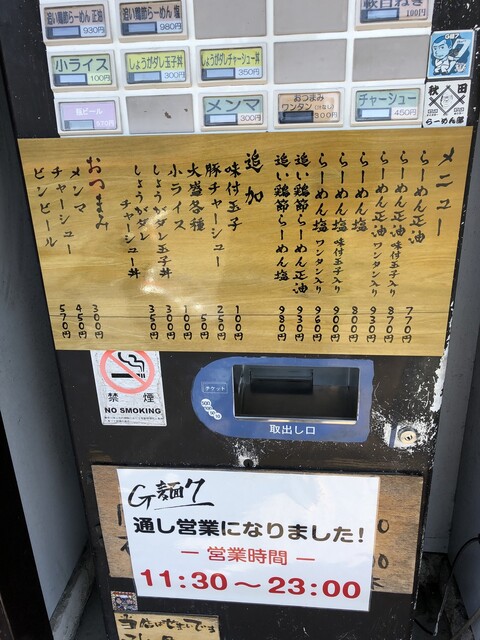 追い鶏節らーめん 正油
930円
追い鶏節らーめん 塩
980円
軟白ねぎ
100円
小ライス
100円
しょうがダレ玉子丼
300円
しょうがダレチャーシュー丼
350円
瓶ビール
570円
メンマ
300円
おつまみ
ワンタン
300円
チャーシュー
450円
秋田
らーめん
メニュー
らーめん正油 770円
らーめん正油 味付玉子入り 870円
らーめん正油 ワンタン入り 930円
らーめん塩 800円
らーめん塩 味付玉子入り 900円
らーめん塩 ワンタン入り 960円
追い鶏節らーめん正油 930円
追い鶏節らーめん塩 980円
追加
味付玉子 100円
豚チャーシュー 250円
大盛各種 50円
小ライス 100円
しょうがダレ玉子丼 300円
しょうがダレ
チャーシュー丼 350円
おつまみ
メンマ 300円
チャーシュー 450円
ビンビール 570円
禁煙
NO SMOKING
チケット
取出し口
G麺7
通し営業になりました!
― 営業時間 ―
11:30～23:00